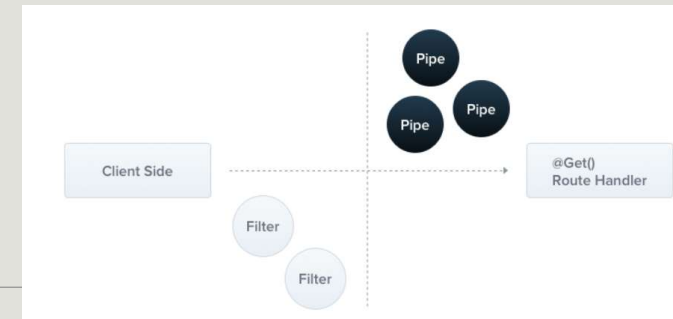 Pipe
Pipe
Pipe
Client Side
@Get()
Route Handler
Filter
Filter